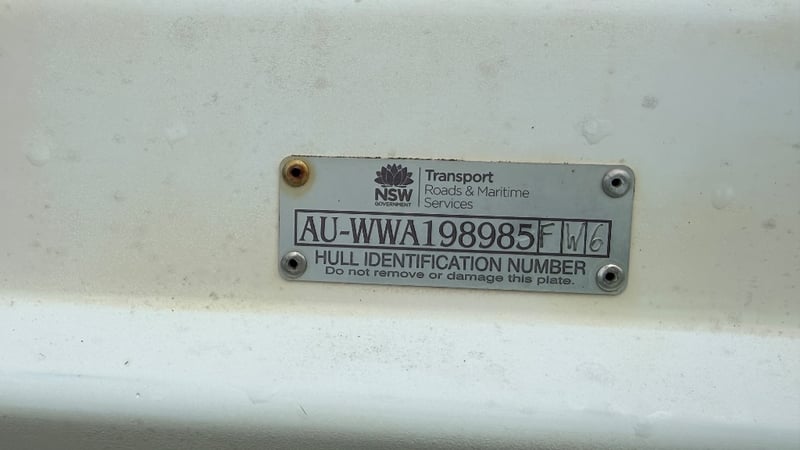 NSW
GOVERNMENT
Transport
Roads & Maritime
Services
AU-WWA198985FW6
HULL IDENTIFICATION NUMBER
Do not remove or damage this plate.